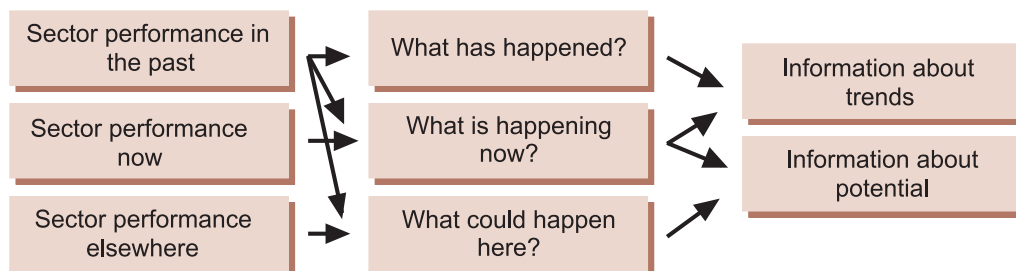 Sector performance in
the past
What has happened?
Information about
trends
Sector performance
now
What is happening
now?
Information about
potential
Sector performance
elsewhere
What could happen
here?